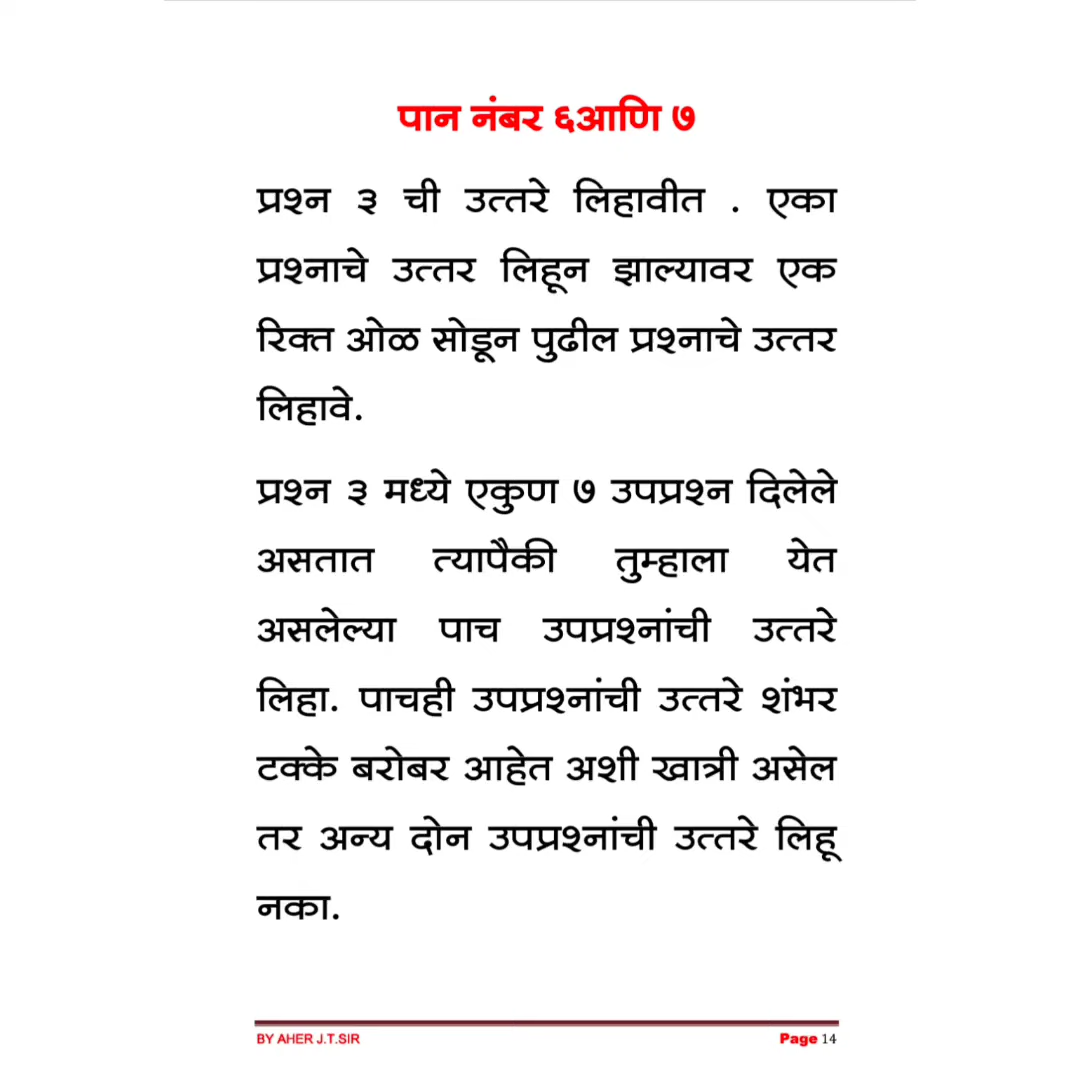 पान नंबर ६आणि ७
प्रश्न ३ ची उत्तरे लिहावीत . एका
प्रश्नाचे उत्तर लिहून झाल्यावर एक
रिक्त ओळ सोडून पुढील प्रश्नाचे उत्तर
लिहावे.
प्रश्न ३ मध्ये एकुण ७ उपप्रश्न दिलेले
असतात त्यापैकी तुम्हाला येत
असलेल्या पाच उपप्रश्नांची उत्तरे
लिहा. पाचही उपप्रश्नांची उत्तरे शंभर
टक्के बरोबर आहेत अशी खात्री असेल
तर अन्य दोन उपप्रश्नांची उत्तरे लिहू
नका.
BY AHER J.T.SIR Page 14